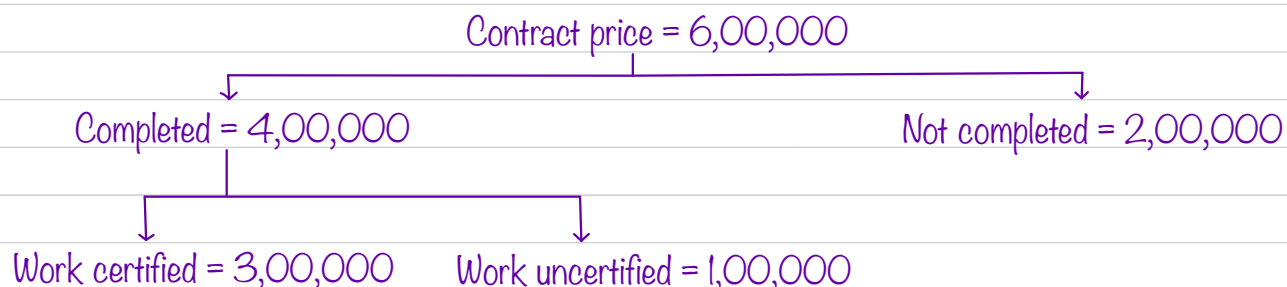 Contract price = 6,00,000
Completed = 4,00,000 Not completed = 2,00,000
Work certified = 3,00,000 Work uncertified = 1,00,000